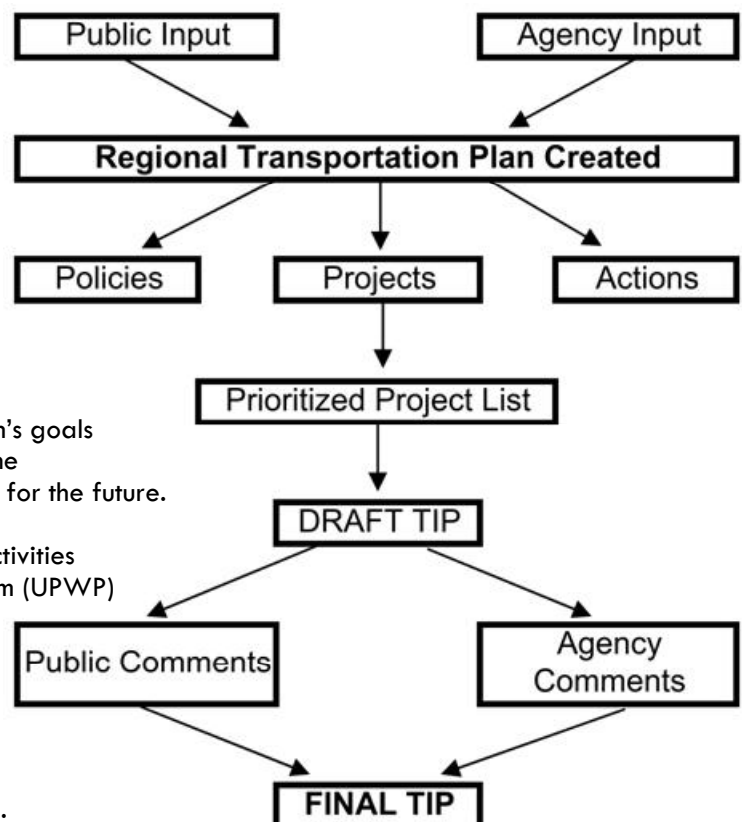 Public Input
Agency Input
Regional Transportation Plan Created
Policies
Projects
Actions
Prioritized Project List
n's goals
ne
for the future.
DRAFT TIP
ctivities
m (UPWP)
Public Comments
Agency
Comments
FINAL TIP
.